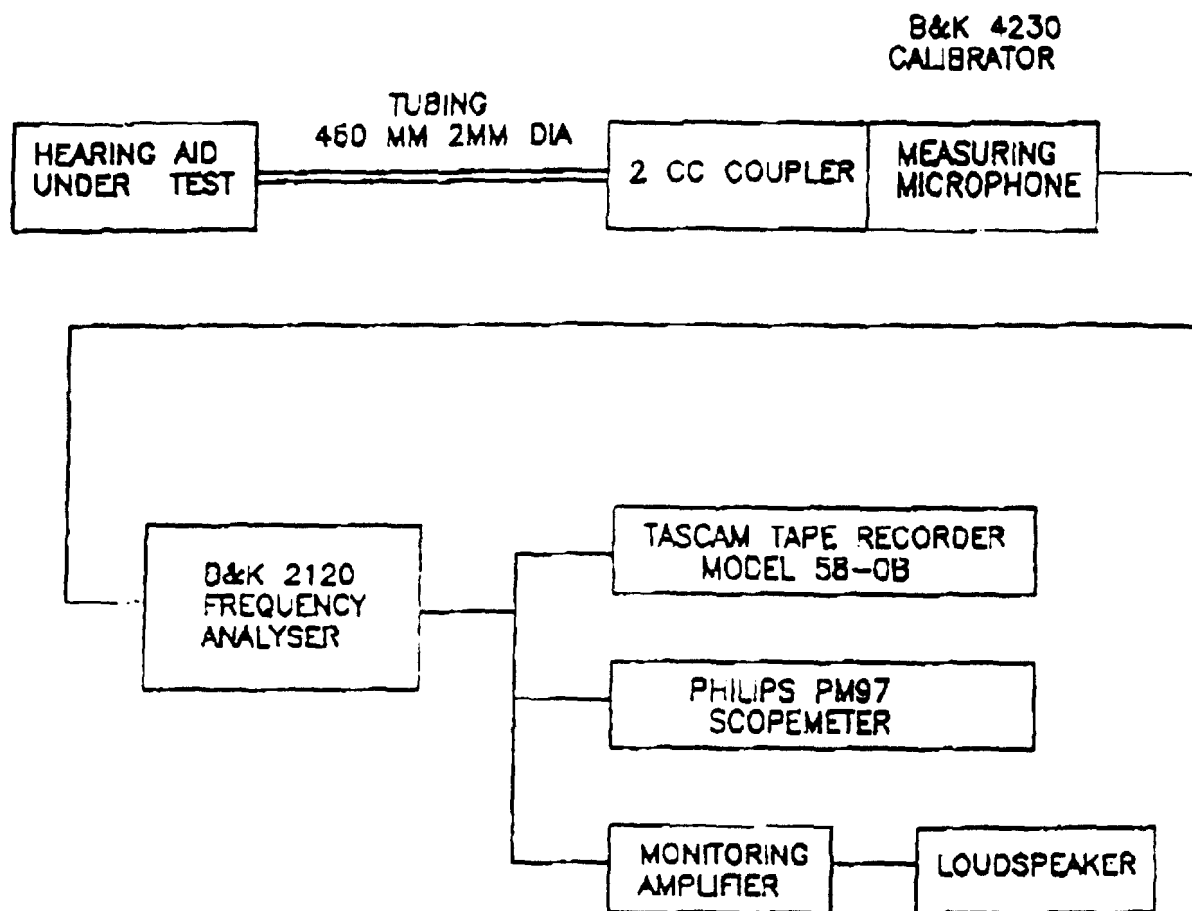 B&K 4230
CALIBRATOR
TUBING
460 MM 2MM DIA
HEARING AID
UNDER TEST
2 CC COUPLER
MEASURING
MICROPHONE
B&K 2120
FREQUENCY
ANALYSER
TASCAM TAPE RECORDER
MODEL 58-OB
PHILIPS PM97
SCOPEMETER
MONITORING
AMPLIFIER
LOUDSPEAKER